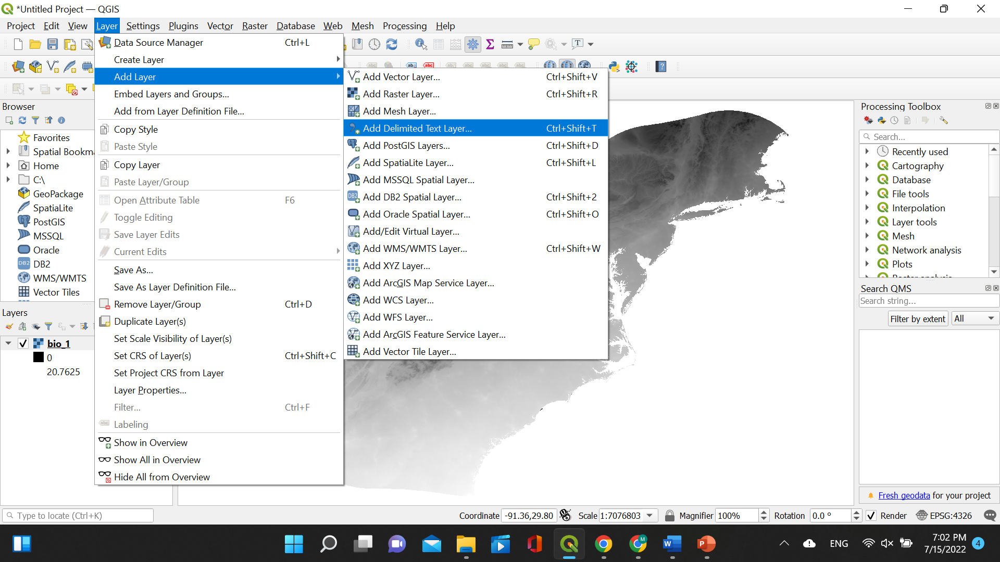 *Untitled Project — QGIS
Project Edit View Layer Settings Plugins Vector Raster Database Web Mesh Processing Help
Data Source Manager Ctrl+L
Create Layer
Add Layer
Embed Layers and Groups...
Add from Layer Definition File...
Copy Style
Paste Style
Copy Layer
Paste Layer/Group
Open Attribute Table F6
Toggle Editing
Save Layer Edits
Current Edits
Save As...
Save As Layer Definition File...
Remove Layer/Group Ctrl+D
Duplicate Layer(s)
Set Scale Visibility of Layer(s)
Set CRS of Layer(s) Ctrl+Shift+C
Set Project CRS from Layer
Layer Properties...
Filter... Ctrl+F
Labeling
Show in Overview
Show All in Overview
Hide All from Overview
Add Vector Layer... Ctrl+Shift+V
Add Raster Layer... Ctrl+Shift+R
Add Mesh Layer...
Add Delimited Text Layer... Ctrl+Shift+T
Add PostGIS Layers... Ctrl+Shift+D
Add SpatiaLite Layer... Ctrl+Shift+L
Add MSSQL Spatial Layer...
Add DB2 Spatial Layer... Ctrl+Shift+2
Add Oracle Spatial Layer... Ctrl+Shift+O
Add/Edit Virtual Layer...
Add WMS/WMTS Layer... Ctrl+Shift+W
Add XYZ Layer...
Add ArcGIS Map Service Layer...
Add WCS Layer...
Add WFS Layer...
Add ArcGIS Feature Service Layer...
Add Vector Tile Layer...
Browser
Favorites
Spatial Bookm
Home
C:\
GeoPackage
SpatiaLite
PostGIS
MSSQL
Oracle
DB2
WMS/WMTS
Vector Tiles
Layers
bio_1
0
20.7625
Processing Toolbox
Search...
Recently used
Cartography
Database
File tools
Interpolation
Layer tools
Mesh
Network analysis
Plots
Raster analysis
Search QMS
Search string...
Filter by extent All
Fresh geodata for your project
Type to locate (Ctrl+K) Coordinate -91.36,29.80 Scale 1:7076803 Magnifier 100% Rotation 0.0 ° Render EPSG:4326
ENG 7:02 PM
7/15/2022 4